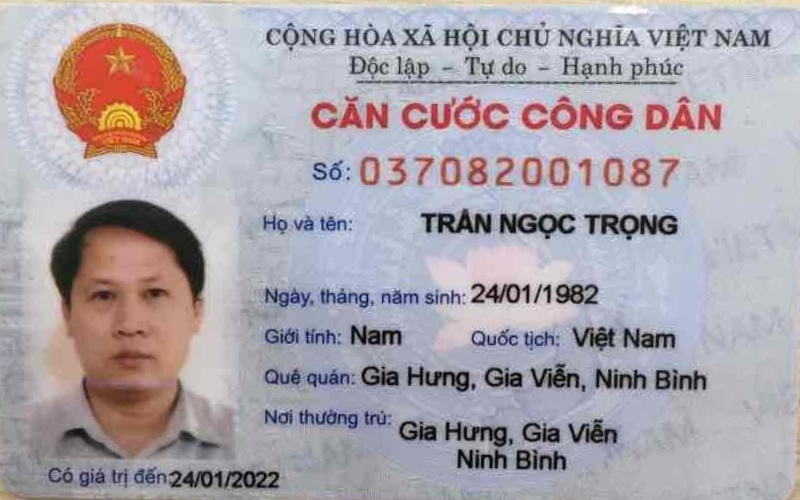 CỘNG HÒA XÃ HỘI CHỦ NGHĨA VIỆT NAM
Độc lập - Tự do - Hạnh phúc
CĂN CƯỚC CÔNG DÂN
Số: 037082001087
Họ và tên: TRẦN NGỌC TRỌNG
Ngày, tháng, năm sinh: 24/01/1982
Giới tính: Nam Quốc tịch: Việt Nam
Quê quán: Gia Hưng, Gia Viễn, Ninh Bình
Nơi thường trú: Gia Hưng, Gia Viễn
Ninh Bình
Có giá trị đến: 24/01/2022